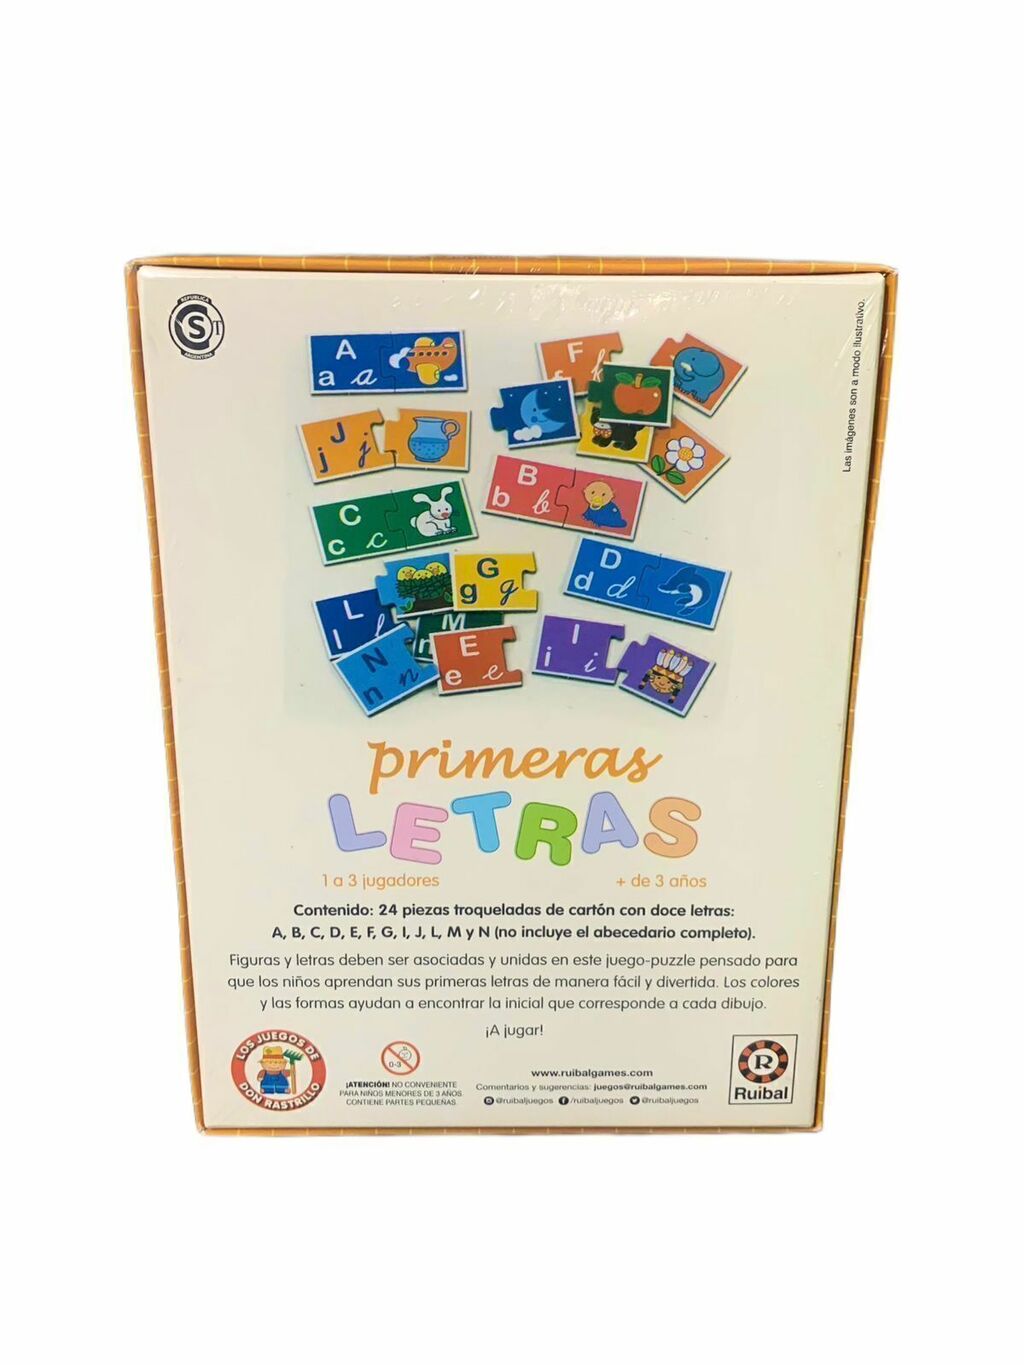 REPUBLICA
S T
ARGENTINA
Las imágenes son a modo ilustrativo.
A
a a
F
f f
J
j j
B
b b
C
c c
G
g g
D
d d
L
l l
M
m
I
i i
N
n n
E
e e
primeras
LETRAS
1 a 3 jugadores + de 3 años
Contenido: 24 piezas troqueladas de cartón con doce letras:
A, B, C, D, E, F, G, I, J, L, M y N (no incluye el abecedario completo).
Figuras y letras deben ser asociadas y unidas en este juego-puzzle pensado para
que los niños aprendan sus primeras letras de manera fácil y divertida. Los colores
y las formas ayudan a encontrar la inicial que corresponde a cada dibujo.
¡A jugar!
LOS JUEGOS DE
DON RASTRILLO
0-3
¡ATENCIÓN! NO CONVENIENTE
PARA NIÑOS MENORES DE 3 AÑOS.
CONTIENE PARTES PEQUEÑAS.
www.ruibalgames.com
Comentarios y sugerencias: juegos@ruibalgames.com
@ruibaljuegos /ruibaljuegos @ruibaljuegos
R
Ruibal